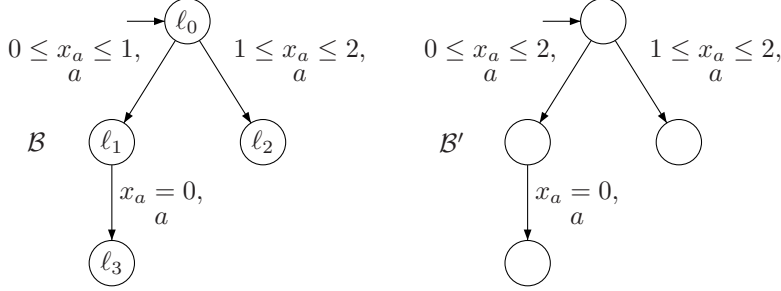 ℓ₀
0 ≤ xₐ ≤ 1,
a
1 ≤ xₐ ≤ 2,
a
ℬ
ℓ₁
ℓ₂
xₐ = 0,
a
ℓ₃
0 ≤ xₐ ≤ 2,
a
1 ≤ xₐ ≤ 2,
a
ℬ′
xₐ = 0,
a